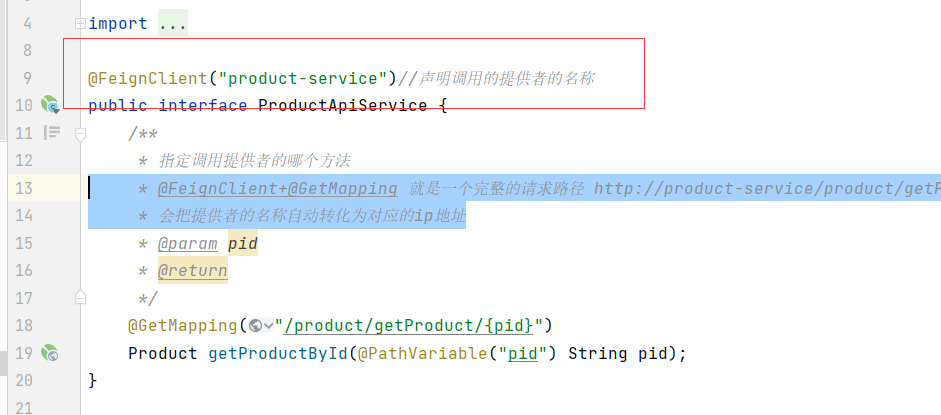 4 import ...
8
9 @FeignClient("product-service")//声明调用的提供者的名称
10 public interface ProductApiService {
11 /**
12 * 指定调用提供者的哪个方法
13 * @FeignClient+@GetMapping 就是一个完整的请求路径 http://product-service/product/getP
14 * 会把提供者的名称自动转化为对应的ip地址
15 * @param pid
16 * @return
17 */
18 @GetMapping("/product/getProduct/{pid}")
19 Product getProductById(@PathVariable("pid") String pid);
20 }
21